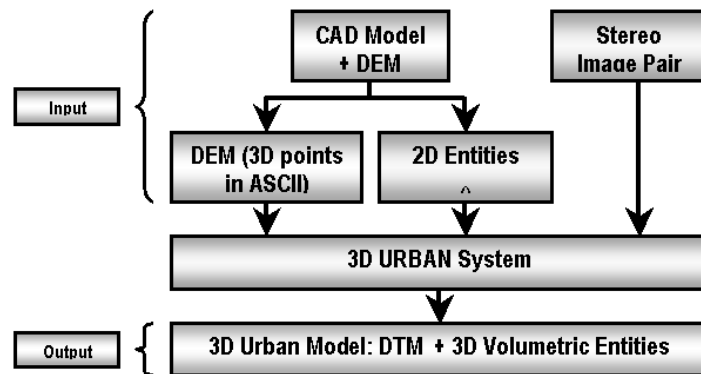 CAD Model
+ DEM
Stereo
Image Pair
Input
DEM (3D points
in ASCII)
2D Entities
3D URBAN System
Output
3D Urban Model: DTM + 3D Volumetric Entities